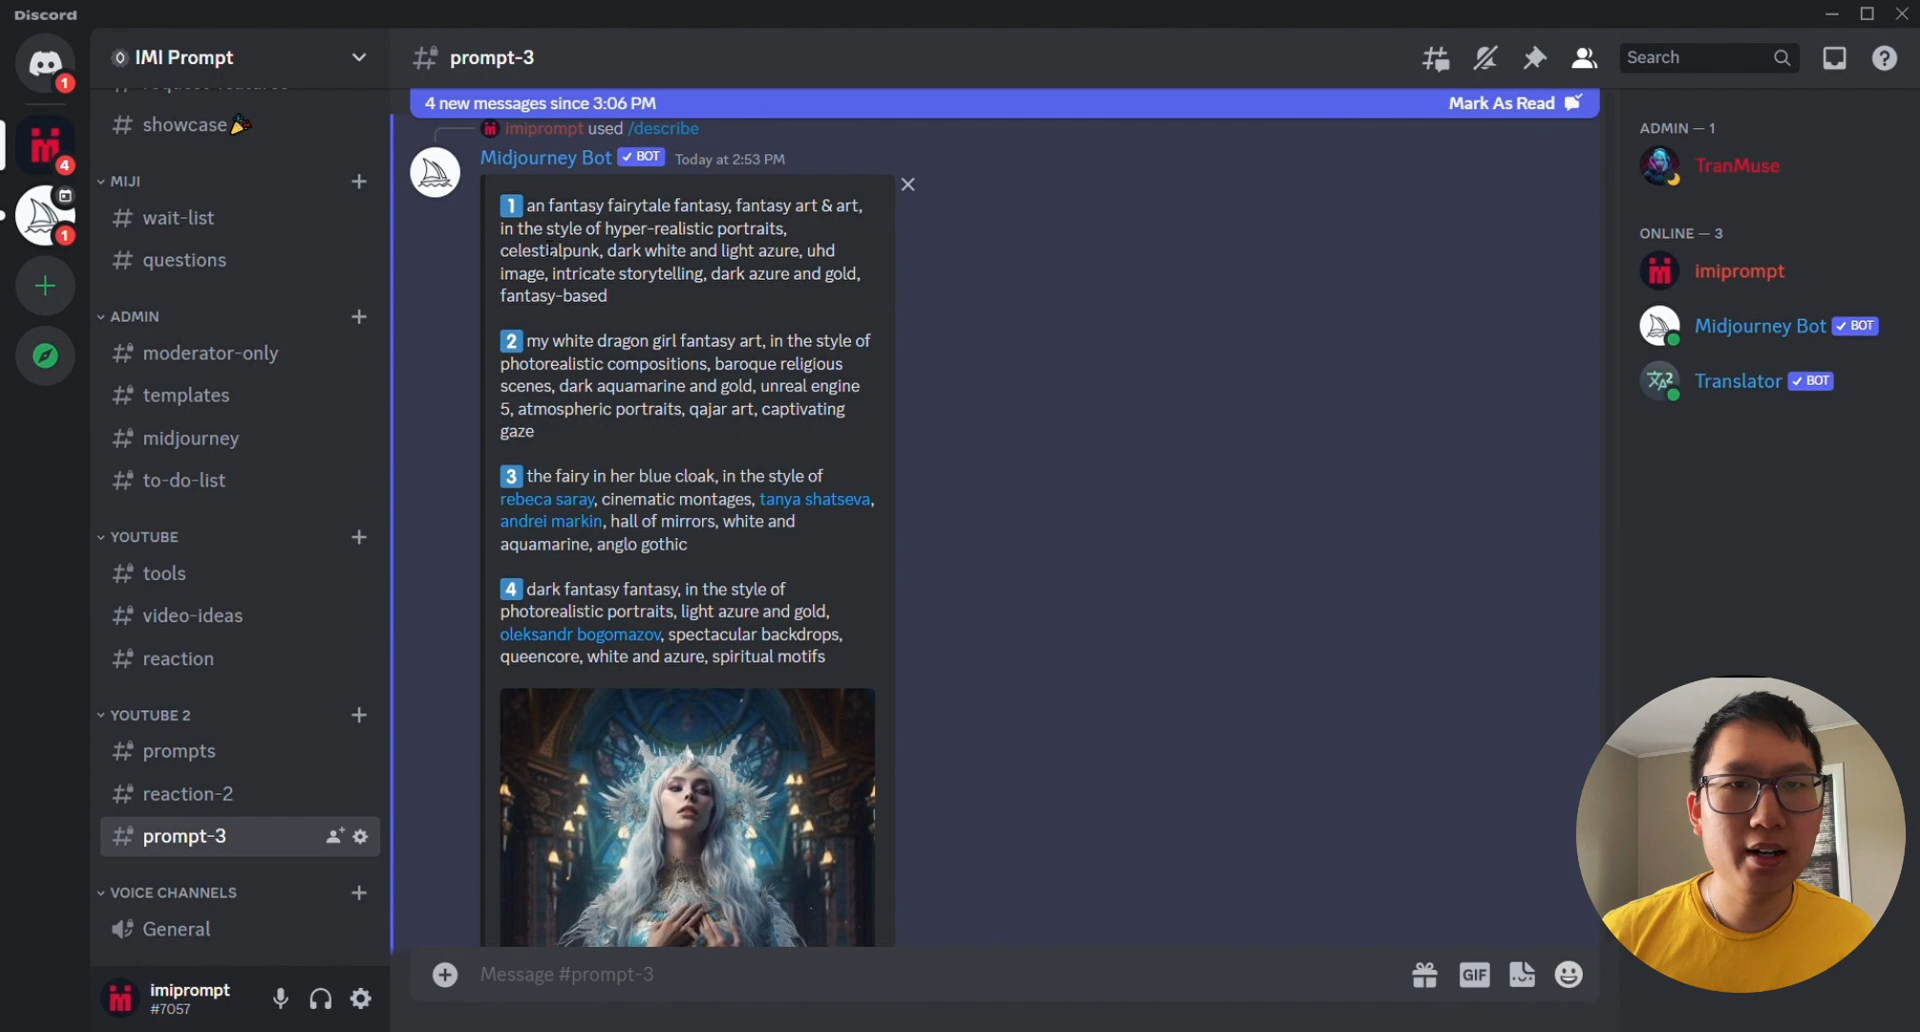 Discord
1
4
1
IMI Prompt
showcase
MIJI
wait-list
questions
ADMIN
moderator-only
templates
midjourney
to-do-list
YOUTUBE
tools
video-ideas
reaction
YOUTUBE 2
prompts
reaction-2
prompt-3
VOICE CHANNELS
General
imiprompt
#7057
prompt-3
Search
4 new messages since 3:06 PM
Mark As Read
imiprompt used /describe
Midjourney Bot ✓ BOT Today at 2:53 PM
1 an fantasy fairytale fantasy, fantasy art & art,
in the style of hyper-realistic portraits,
celestialpunk, dark white and light azure, uhd
image, intricate storytelling, dark azure and gold,
fantasy-based
2 my white dragon girl fantasy art, in the style of
photorealistic compositions, baroque religious
scenes, dark aquamarine and gold, unreal engine
5, atmospheric portraits, qajar art, captivating
gaze
3 the fairy in her blue cloak, in the style of
rebeca saray, cinematic montages, tanya shatseva,
andrei markin, hall of mirrors, white and
aquamarine, anglo gothic
4 dark fantasy fantasy, in the style of
photorealistic portraits, light azure and gold,
oleksandr bogomazov, spectacular backdrops,
queencore, white and azure, spiritual motifs
Message #prompt-3
GIF
ADMIN — 1
TranMuse
ONLINE — 3
imiprompt
Midjourney Bot ✓ BOT
Translator ✓ BOT